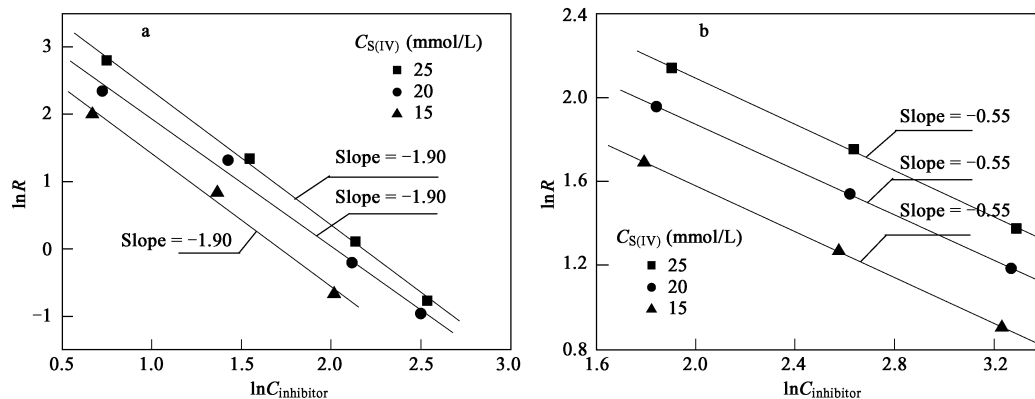 a
C_S(IV) (mmol/L)
■ 25
● 20
▲ 15
Slope = −1.90
Slope = −1.90
Slope = −1.90
3
2
1
0
−1
lnR
0.5 1.0 1.5 2.0 2.5 3.0
lnC_inhibitor
b
2.4
2.0
1.6
1.2
0.8
lnR
Slope = −0.55
Slope = −0.55
Slope = −0.55
C_S(IV) (mmol/L)
■ 25
● 20
▲ 15
1.6 2.0 2.4 2.8 3.2
lnC_inhibitor